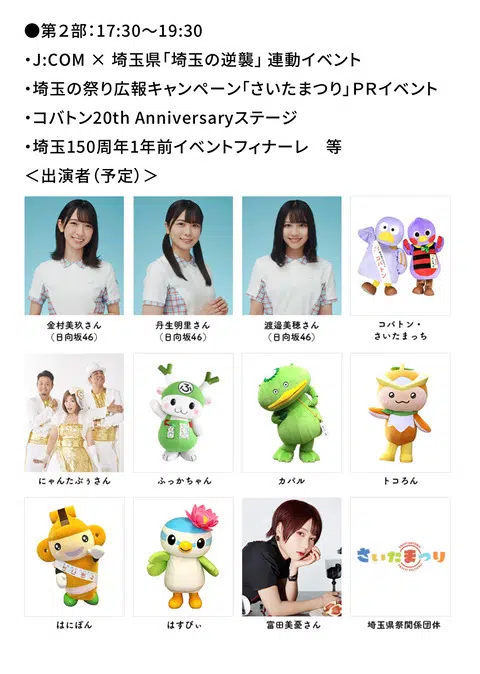 ●第２部：17:30～19:30
・J:COM × 埼玉県「埼玉の逆襲」 連動イベント
・埼玉の祭り広報キャンペーン「さいたまつり」ＰＲイベント
・コバトン20th Anniversaryステージ
・埼玉150周年1年前イベントフィナーレ　等
＜出演者（予定）＞
金村美玖さん
（日向坂46）
丹生明里さん
（日向坂46）
渡邉美穂さん
（日向坂46）
コバトン・
さいたまっち
にゃんたぶぅさん
ふっかちゃん
カパル
トコろん
はにぽん
はすぴぃ
富田美憂さん
さいたまつり
埼玉県祭関係団体